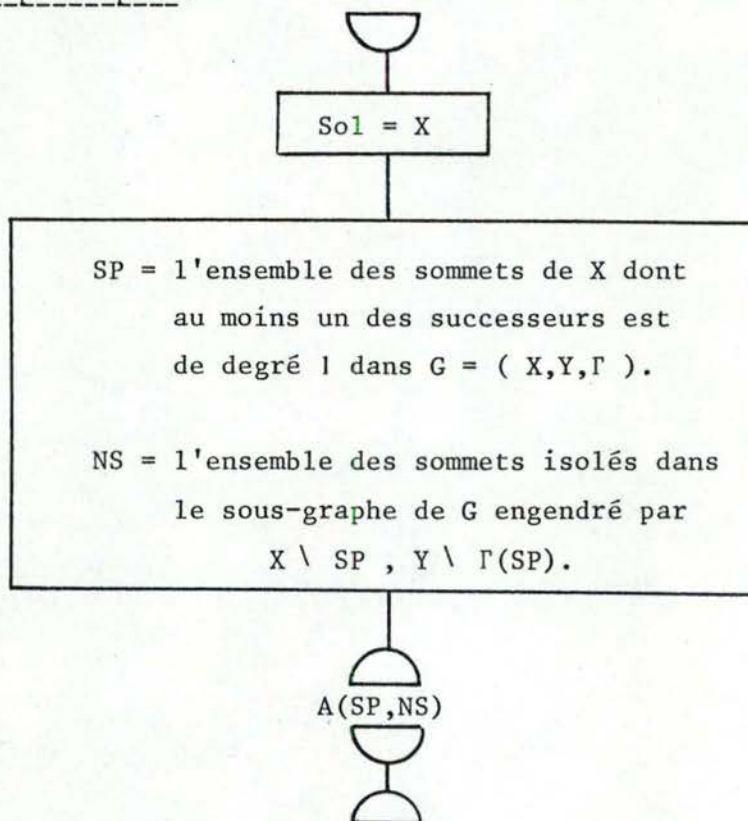 Sol = X
SP = l'ensemble des sommets de X dont
au moins un des successeurs est
de degré 1 dans G = ( X,Y,Γ ).
NS = l'ensemble des sommets isolés dans
le sous-graphe de G engendré par
X \ SP , Y \ Γ(SP).
A(SP,NS)